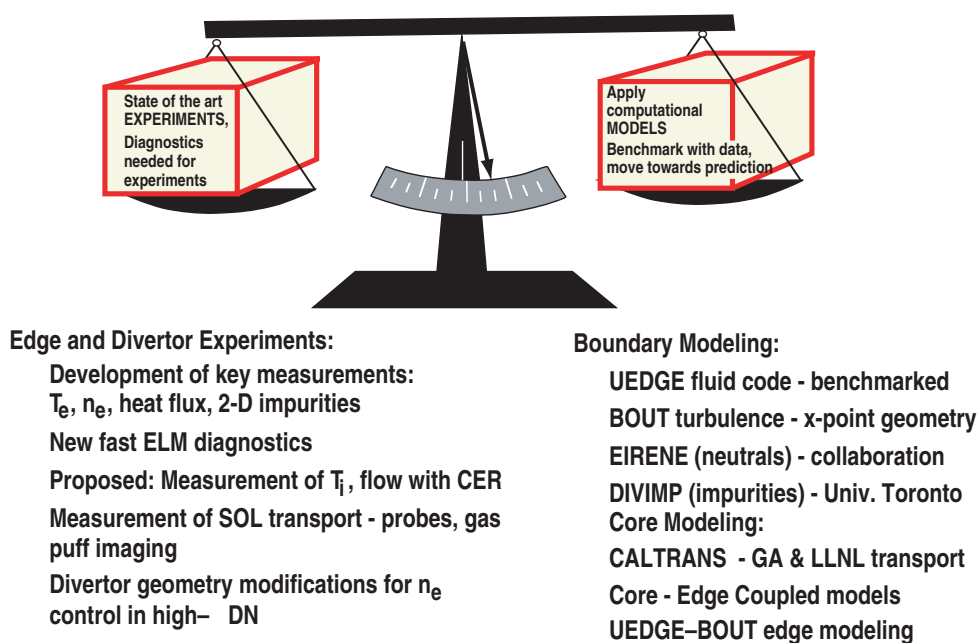 State of the art
EXPERIMENTS,
Diagnostics
needed for
experiments
Apply
computational
MODELS
Benchmark with data,
move towards prediction
Edge and Divertor Experiments:
Development of key measurements:
Te, ne, heat flux, 2-D impurities
New fast ELM diagnostics
Proposed: Measurement of Ti, flow with CER
Measurement of SOL transport - probes, gas
puff imaging
Divertor geometry modifications for ne
control in high– DN
Boundary Modeling:
UEDGE fluid code - benchmarked
BOUT turbulence - x-point geometry
EIRENE (neutrals) - collaboration
DIVIMP (impurities) - Univ. Toronto
Core Modeling:
CALTRANS - GA & LLNL transport
Core - Edge Coupled models
UEDGE–BOUT edge modeling